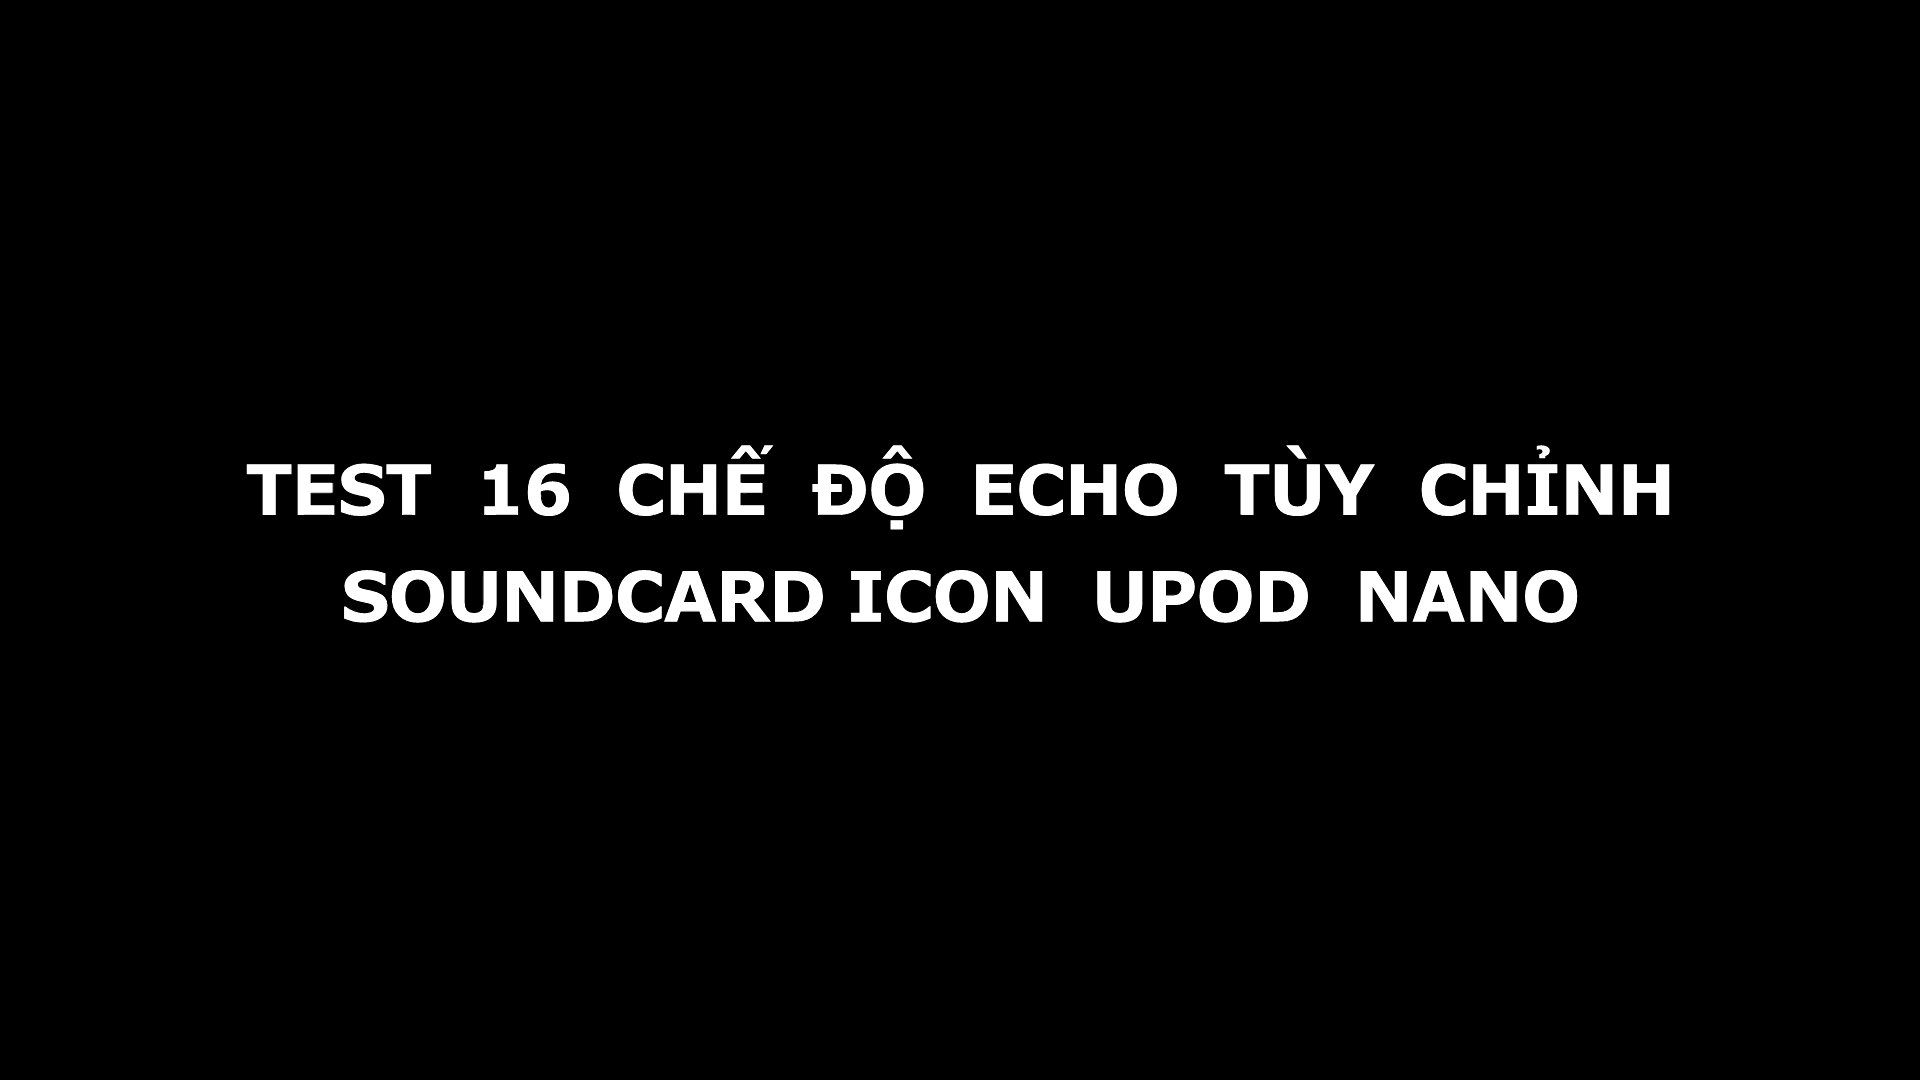 TEST 16 CHẾ ĐỘ ECHO TÙY CHỈNH
SOUNDCARD ICON UPOD NANO